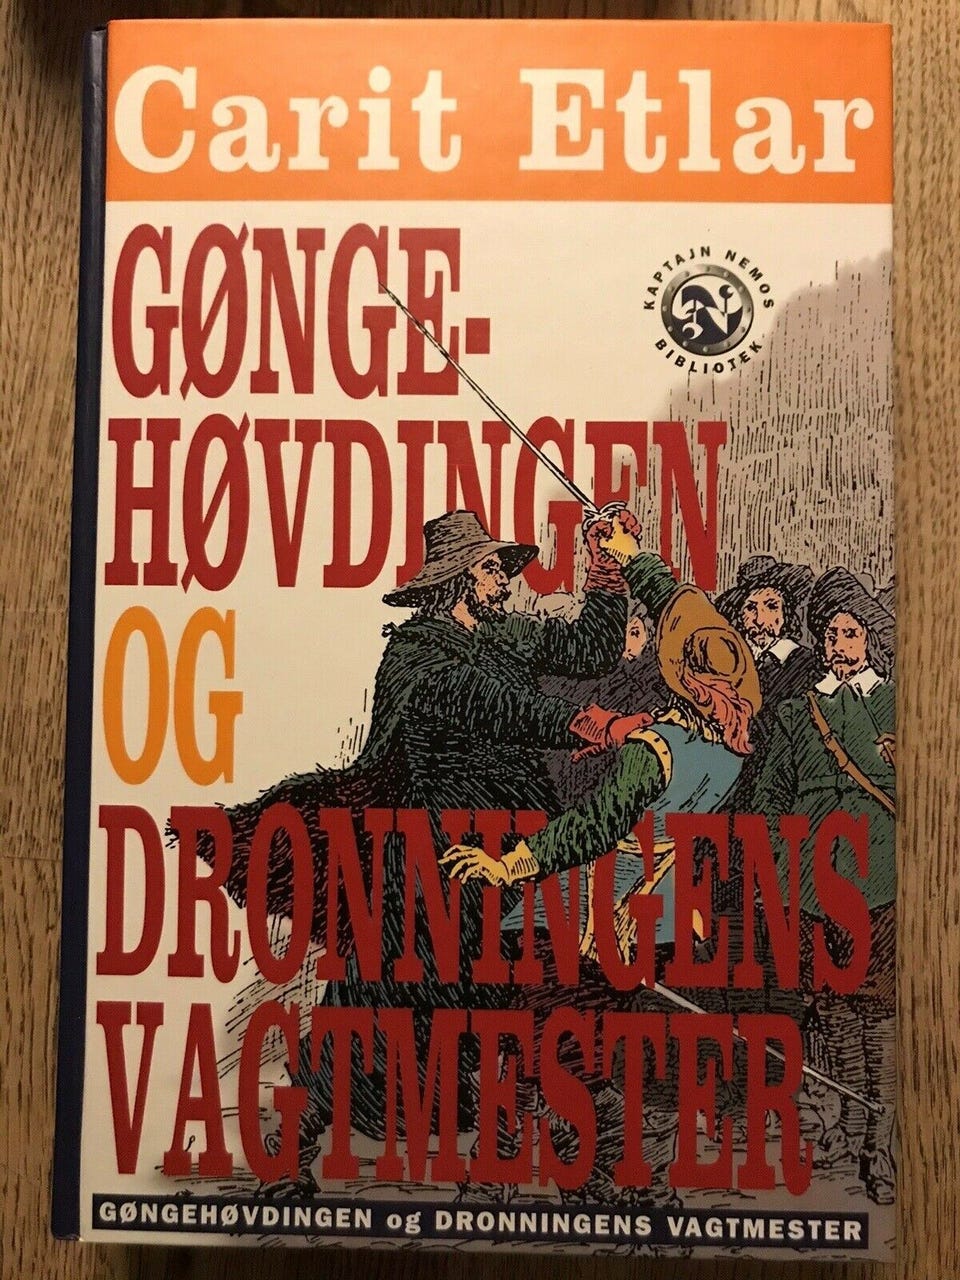 Carit Etlar
GØNGE-
KAPTAJN NEMOS
N
BIBLIOTEK
HØVDINGEN
OG
DRONNINGENS
VAGTMESTER
GØNGEHØVDINGEN og DRONNINGENS VAGTMESTER